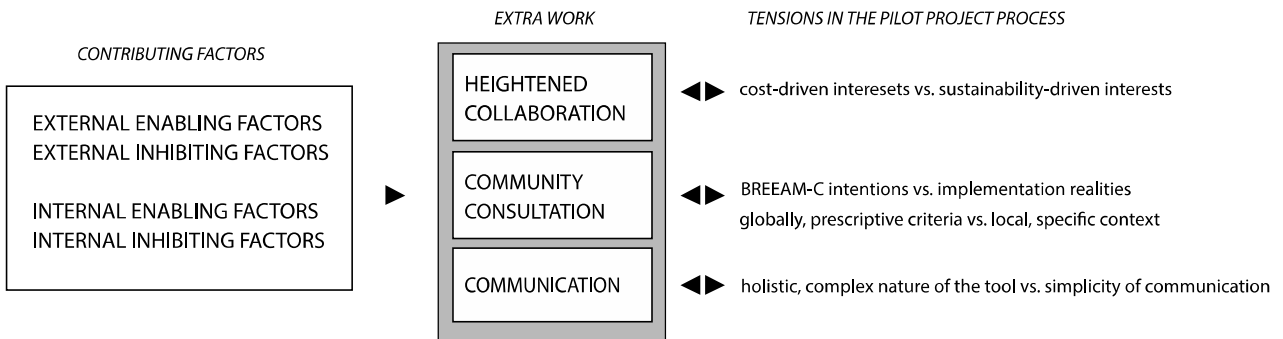 EXTRA WORK
TENSIONS IN THE PILOT PROJECT PROCESS
CONTRIBUTING FACTORS
EXTERNAL ENABLING FACTORS
EXTERNAL INHIBITING FACTORS
INTERNAL ENABLING FACTORS
INTERNAL INHIBITING FACTORS
HEIGHTENED
COLLABORATION
cost-driven interesets vs. sustainability-driven interests
COMMUNITY
CONSULTATION
BREEAM-C intentions vs. implementation realities
globally, prescriptive criteria vs. local, specific context
COMMUNICATION
holistic, complex nature of the tool vs. simplicity of communication